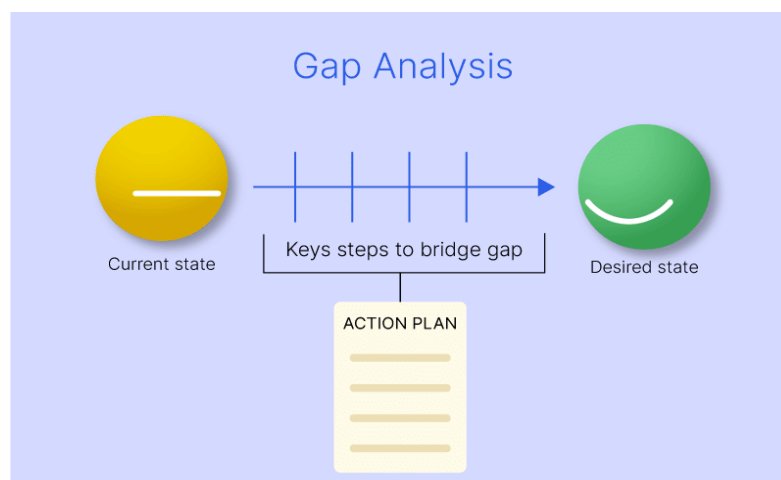 Gap Analysis
Current state
Keys steps to bridge gap
Desired state
ACTION PLAN